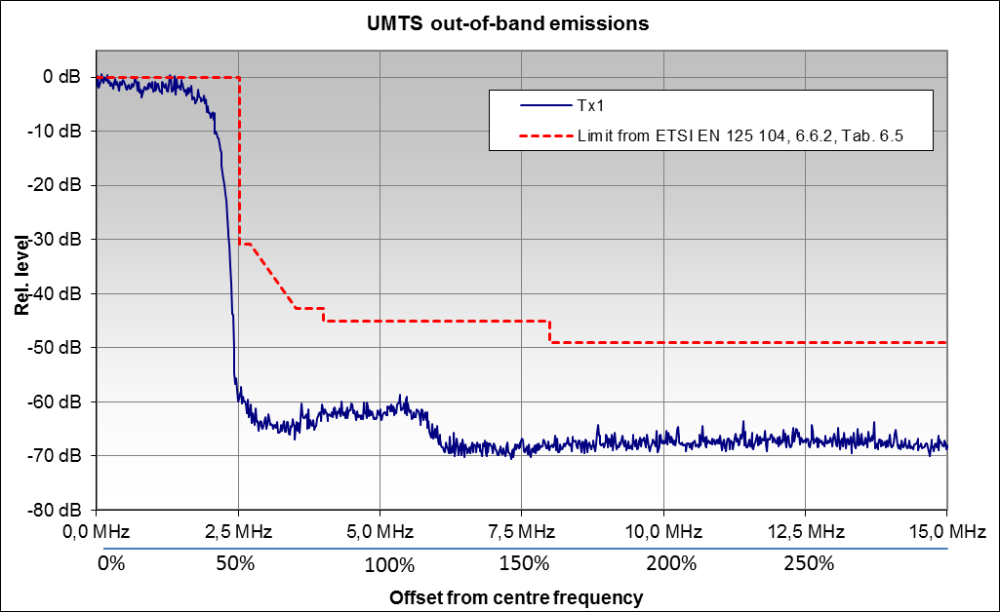 UMTS out-of-band emissions
0 dB
-10 dB
-20 dB
-30 dB
-40 dB
-50 dB
-60 dB
-70 dB
-80 dB
Rel. level
Tx1
Limit from ETSI EN 125 104, 6.6.2, Tab. 6.5
0,0 MHz 2,5 MHz 5,0 MHz 7,5 MHz 10,0 MHz 12,5 MHz 15,0 MHz
0% 50% 100% 150% 200% 250%
Offset from centre frequency